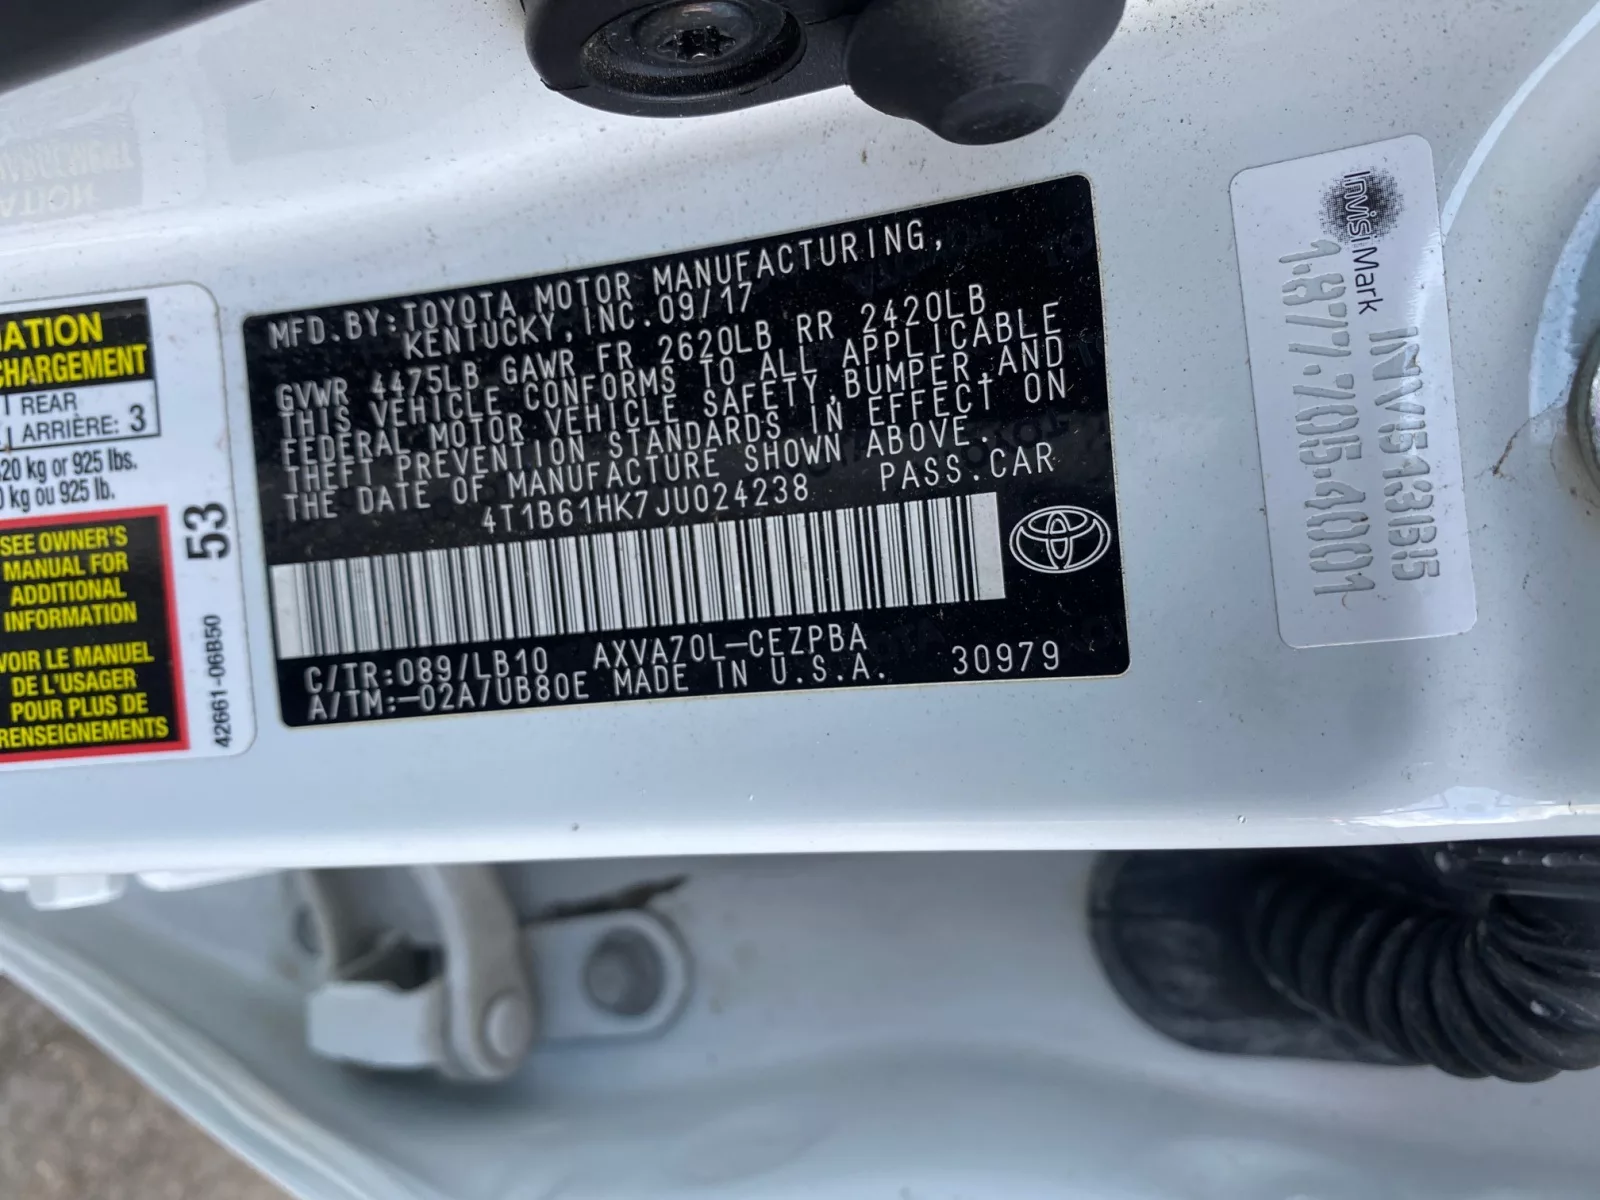 MFD.BY:TOYOTA MOTOR MANUFACTURING,
KENTUCKY, INC. 09/17
GVWR 4475LB GAWR FR 2620LB RR 2420LB
THIS VEHICLE CONFORMS TO ALL APPLICABLE
FEDERAL MOTOR VEHICLE SAFETY, BUMPER, AND
THEFT PREVENTION STANDARDS IN EFFECT ON
THE DATE OF MANUFACTURE SHOWN ABOVE.
4T1B61HK7JU024238 PASS.CAR
C/TR:089/LB10 AXVA70L-CEZPBA
A/TM:-02A/UB80E MADE IN U.S.A. 30979
CHARGEMENT
REAR
ARRIÈRE: 3
kg or 925 lbs.
kg ou 925 lb.
SEE OWNER'S
MANUAL FOR
ADDITIONAL
INFORMATION
VOIR LE MANUEL
DE L'USAGER
POUR PLUS DE
RENSEIGNEMENTS
53
42661-06B50
InvisiMark
1.877.705.4001